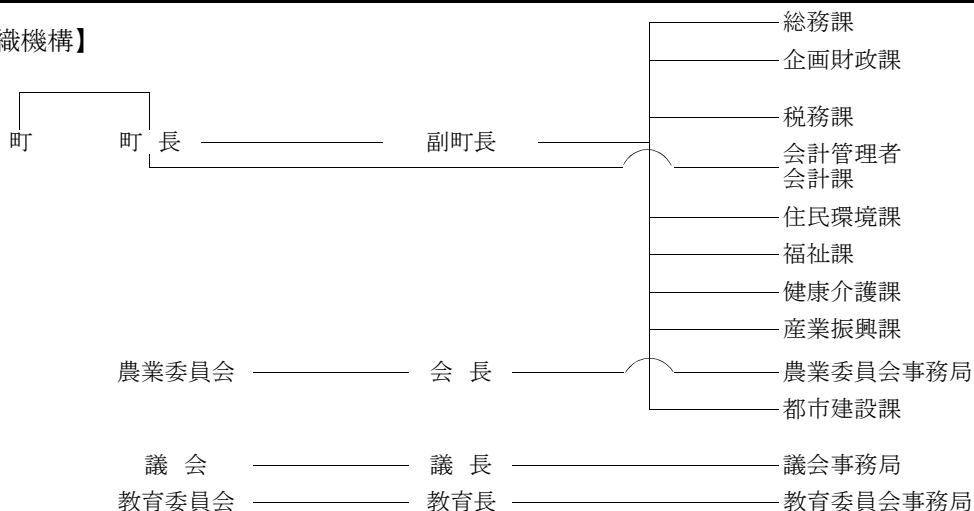 織機構】
総務課
企画財政課
税務課
町 町 長 副町長
会計管理者
会計課
住民環境課
福祉課
健康介護課
産業振興課
農業委員会 会 長 農業委員会事務局
都市建設課
議 会 議 長 議会事務局
教育委員会 教育長 教育委員会事務局